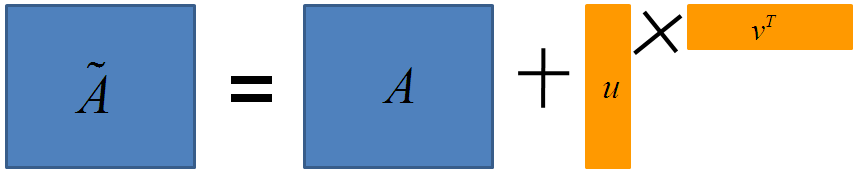 Ã = A + u × vᵀ